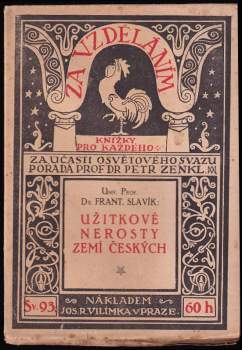 ZA VZDĚLÁNÍM
KNÍŽKY
PRO KAŽDÉHO
ZA ÚČASTI OSVĚTOVÉHO SVAZU
POŘÁDÁ PROF. DR. PETR ZENKL
Univ. Prof.
Dr. FRANT. SLAVÍK:
UŽITKOVÉ
NEROSTY
ZEMÍ ČESKÝCH
Sv. 93
NÁKLADEM
JOS. R. VILÍMKA V PRAZE.
60 h